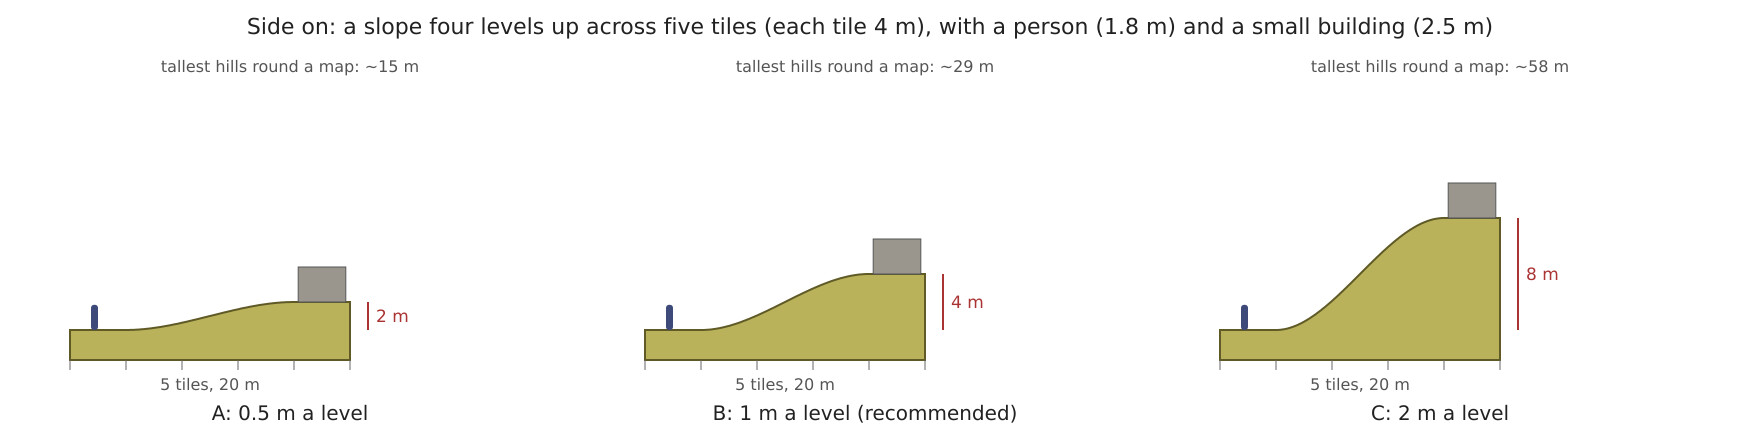 Side on: a slope four levels up across five tiles (each tile 4 m), with a person (1.8 m) and a small building (2.5 m)
tallest hills round a map: ~15 m
tallest hills round a map: ~29 m
tallest hills round a map: ~58 m
2 m
4 m
8 m
5 tiles, 20 m
5 tiles, 20 m
5 tiles, 20 m
A: 0.5 m a level
B: 1 m a level (recommended)
C: 2 m a level